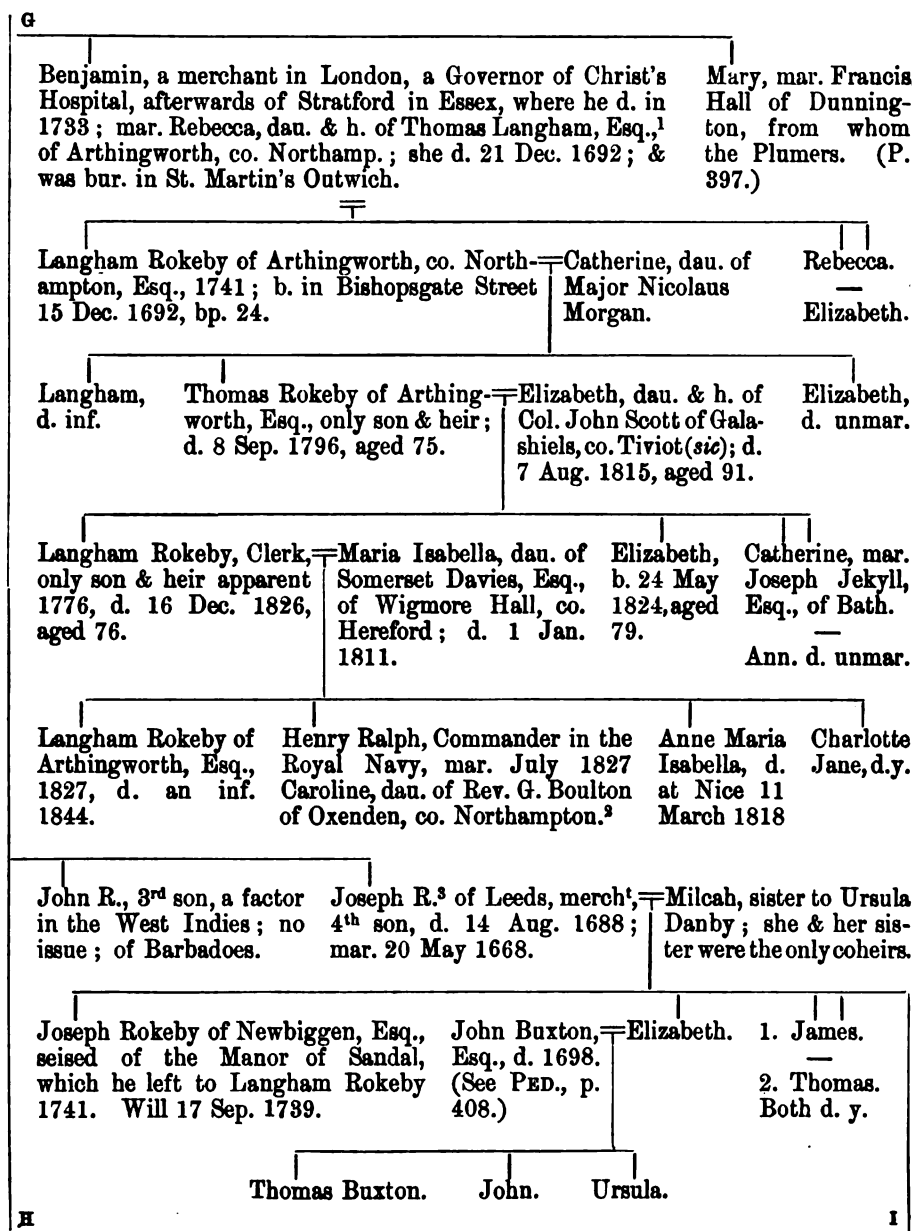 G
Benjamin, a merchant in London, a Governor of Christ's
Hospital, afterwards of Stratford in Essex, where he d. in
1733 ; mar. Rebecca, dau. & h. of Thomas Langham, Esq.,¹
of Arthingworth, co. Northamp. ; she d. 21 Dec. 1692 ; &
was bur. in St. Martin's Outwich.
Mary, mar. Francis
Hall of Dunning-
ton, from whom
the Plumers. (P.
397.)
Langham Rokeby of Arthingworth, co. North-
ampton, Esq., 1741 ; b. in Bishopsgate Street
15 Dec. 1692, bp. 24.
Catherine, dau. of
Major Nicolaus
Morgan.
Rebecca.
—
Elizabeth.
Langham,
d. inf.
Thomas Rokeby of Arthing-
worth, Esq., only son & heir ;
d. 8 Sep. 1796, aged 75.
Elizabeth, dau. & h. of
Col. John Scott of Gala-
shiels, co. Tiviot (sic); d.
7 Aug. 1815, aged 91.
Elizabeth,
d. unmar.
Langham Rokeby, Clerk,
only son & heir apparent
1776, d. 16 Dec. 1826,
aged 76.
Maria Isabella, dau. of
Somerset Davies, Esq.,
of Wigmore Hall, co.
Hereford ; d. 1 Jan.
1811.
Elizabeth,
b. 24 May
1824, aged
79.
Catherine, mar.
Joseph Jekyll,
Esq., of Bath.
—
Ann. d. unmar.
Langham Rokeby of
Arthingworth, Esq.,
1827, d. an inf.
1844.
Henry Ralph, Commander in the
Royal Navy, mar. July 1827
Caroline, dau. of Rev. G. Boulton
of Oxenden, co. Northampton.²
Anne Maria
Isabella, d.
at Nice 11
March 1818
Charlotte
Jane, d.y.
John R., 3rd son, a factor
in the West Indies ; no
issue ; of Barbadoes.
Joseph R.³ of Leeds, mercht,
4th son, d. 14 Aug. 1688 ;
mar. 20 May 1668.
Milcah, sister to Ursula
Danby ; she & her sis-
ter were the only coheirs.
Joseph Rokeby of Newbiggen, Esq.,
seised of the Manor of Sandal,
which he left to Langham Rokeby
1741. Will 17 Sep. 1739.
John Buxton,
Esq., d. 1698.
(See PED., p.
408.)
Elizabeth.
1. James.
—
2. Thomas.
Both d. y.
Thomas Buxton. John. Ursula.
H I